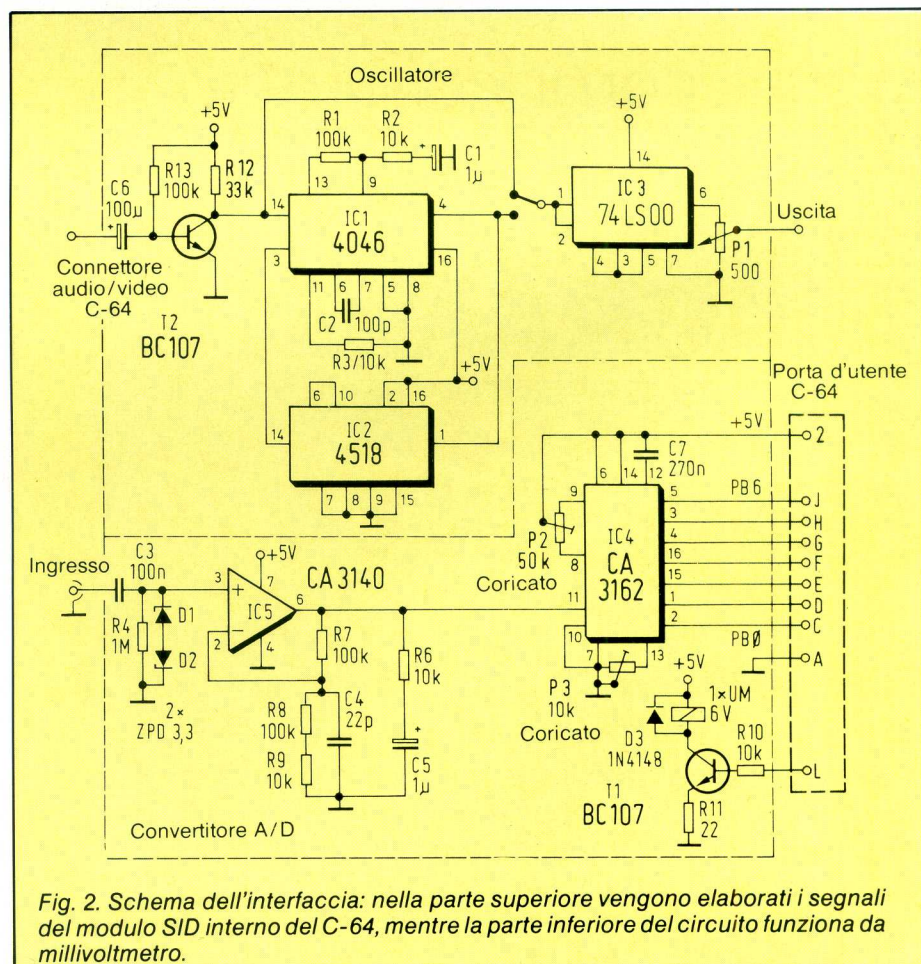 Oscillatore
+5V
R13
100k
R12
33k
C6
100µ
+
Connettore
audio/video
C-64
T2
BC107
R1
100k
R2
10k
+
C1
1µ
13
9
14
IC1
4046
4
3
16
11
6
7
5
8
C2
100p
R3/10k
+5V
6
10
2
16
14
IC2
4518
1
7
8
9
15
+5V
14
1
2
IC3
74LS00
6
4
3
5
7
P1
500
Uscita
Porta d'utente
C-64
+5V
2
C7
270n
6
14
12
9
P2
50k
8
Coricato
IC4
CA
3162
5
PB6
J
3
H
4
G
16
F
15
E
1
D
2
C
PBØ
A
11
10
7
13
P3
10k
Coricato
+5V
1×UM
6V
D3
1N4148
R10
10k
L
T1
BC107
R11
22
Ingresso
C3
100n
R4
1M
D1
D2
2×
ZPD 3,3
+5V
CA3140
3
+
7
IC5
6
2
−
4
R7
100k
R6
10k
R8
100k
C4
22p
R9
10k
+
C5
1µ
Convertitore A/D
Fig. 2. Schema dell'interfaccia: nella parte superiore vengono elaborati i segnali
del modulo SID interno del C-64, mentre la parte inferiore del circuito funziona da
millivoltmetro.